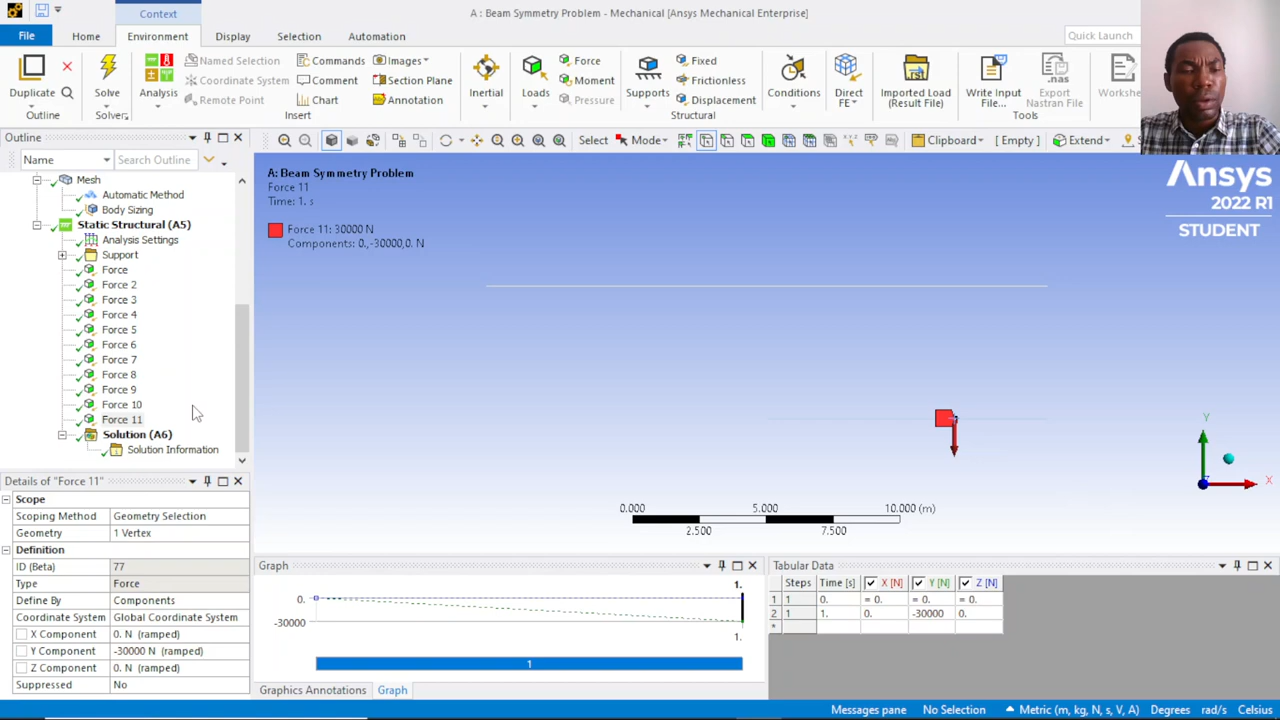 Context
A : Beam Symmetry Problem - Mechanical [Ansys Mechanical Enterprise]
File
Home
Environment
Display
Selection
Automation
Quick Launch
Duplicate
Outline
Solve
Solver
Analysis
Named Selection
Coordinate System
Remote Point
Commands
Comment
Chart
Images
Section Plane
Annotation
Insert
Inertial
Loads
Force
Moment
Pressure
Supports
Fixed
Frictionless
Displacement
Structural
Conditions
Direct
FE
Imported Load
(Result File)
Write Input
File...
.nas
Export
Nastran File
Tools
Outline
Select
Mode
Clipboard
[ Empty ]
Extend
Name
Search Outline
Mesh
Automatic Method
Body Sizing
Static Structural (A5)
Analysis Settings
Support
Force
Force 2
Force 3
Force 4
Force 5
Force 6
Force 7
Force 8
Force 9
Force 10
Force 11
Solution (A6)
Solution Information
A: Beam Symmetry Problem
Force 11
Time: 1. s
Force 11: 30000 N
Components: 0.,-30000,0. N
Ansys
2022 R1
STUDENT
Y
X
0.000
5.000
10.000 (m)
2.500
7.500
Details of "Force 11"
Scope
Scoping Method
Geometry Selection
Geometry
1 Vertex
Definition
ID (Beta)
77
Type
Force
Define By
Components
Coordinate System
Global Coordinate System
X Component
0. N (ramped)
Y Component
-30000 N (ramped)
Z Component
0. N (ramped)
Suppressed
No
Graph
1.
0.
-30000
1.
1
Graphics Annotations
Graph
Tabular Data
Steps
Time [s]
X [N]
Y [N]
Z [N]
1
1
0.
= 0.
= 0.
= 0.
2
1
1.
0.
-30000
0.
*
Messages pane
No Selection
Metric (m, kg, N, s, V, A)
Degrees
rad/s
Celsius